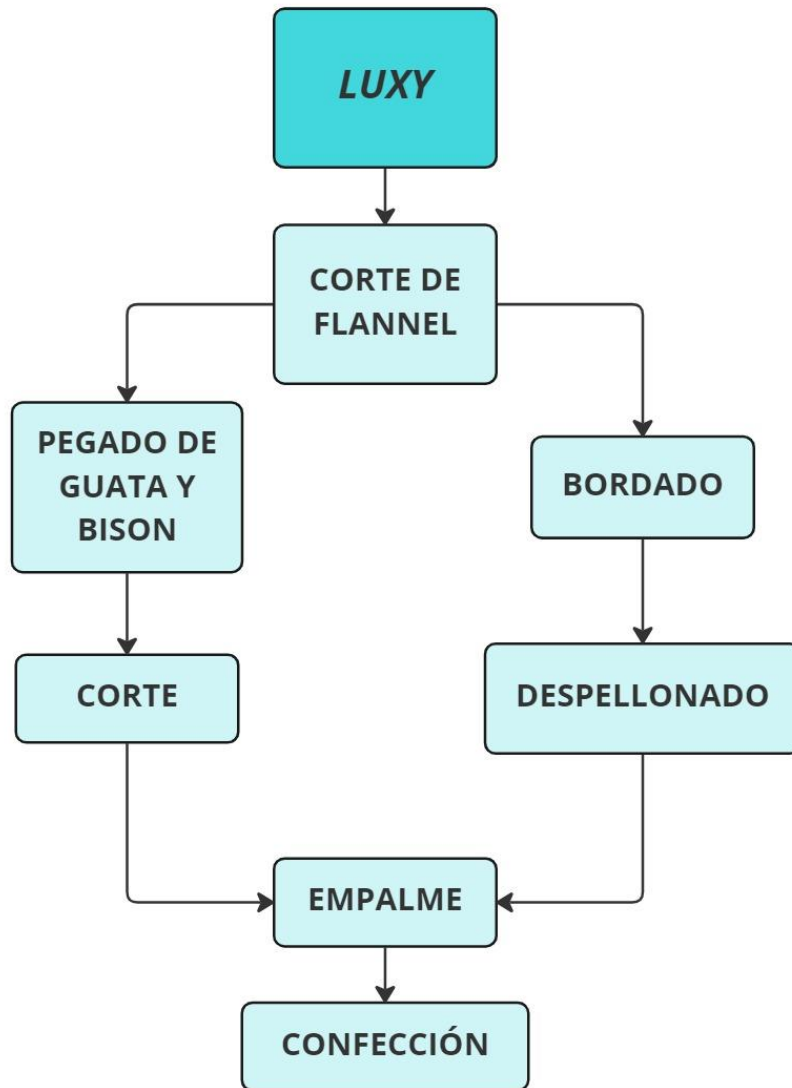 LUXY
CORTE DE
FLANNEL
PEGADO DE
GUATA Y
BISON
BORDADO
CORTE
DESPELLONADO
EMPALME
CONFECCIÓN